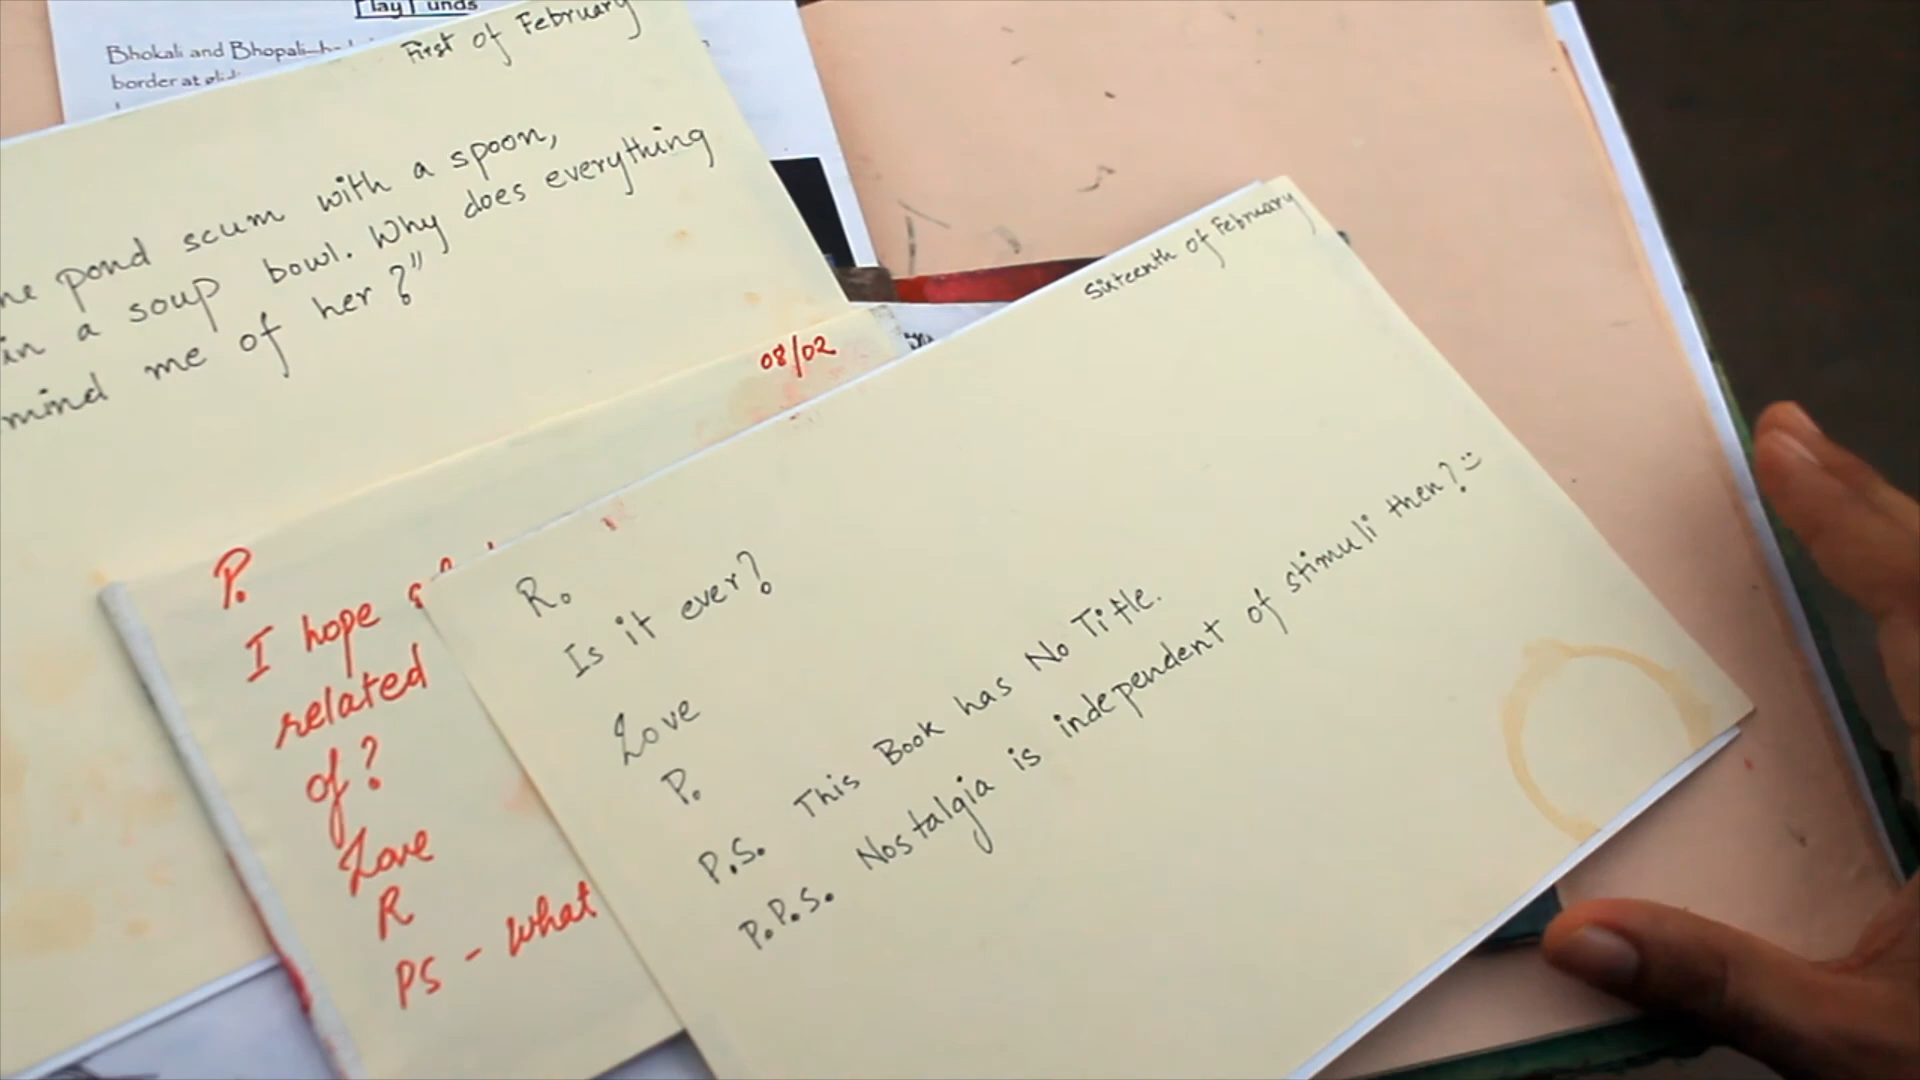 Bhokali and Bhopali
border at
First of February
pond scum with a spoon,
in a soup bowl. Why does everything
mind me of her?"
08/02
P.
I hope
related
of?
Love
R
PS - What
Sixteenth of February
R.
Is it ever?
Love
P.
P.S. This Book has No Title.
P.P.S. Nostalgia is independent of stimuli then? :)